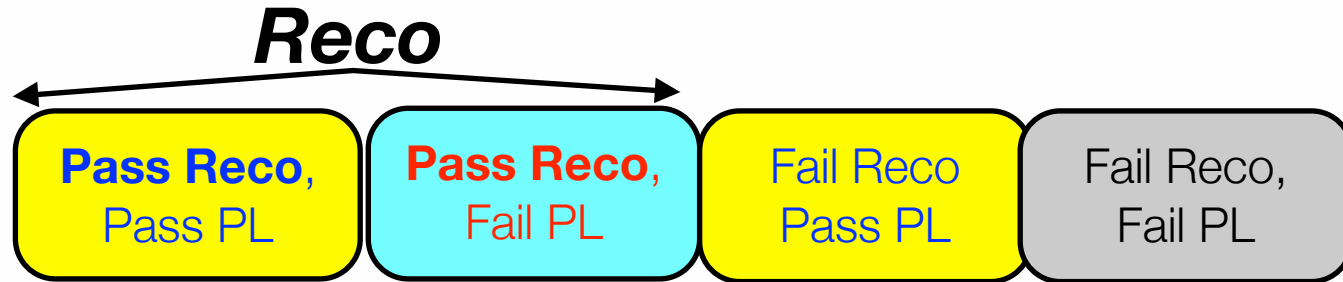 Reco
Pass Reco,
Pass PL
Pass Reco,
Fail PL
Fail Reco
Pass PL
Fail Reco,
Fail PL